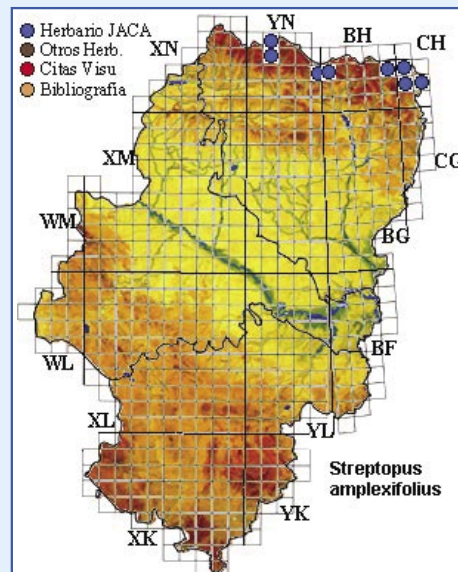 Herbario JACA
Otros Herb.
Citas Visu
Bibliografía
YN
XN
BH
CH
XM
CG
WM
BG
WL
BF
XL
YL
Streptopus
amplexifolius
YK
XK